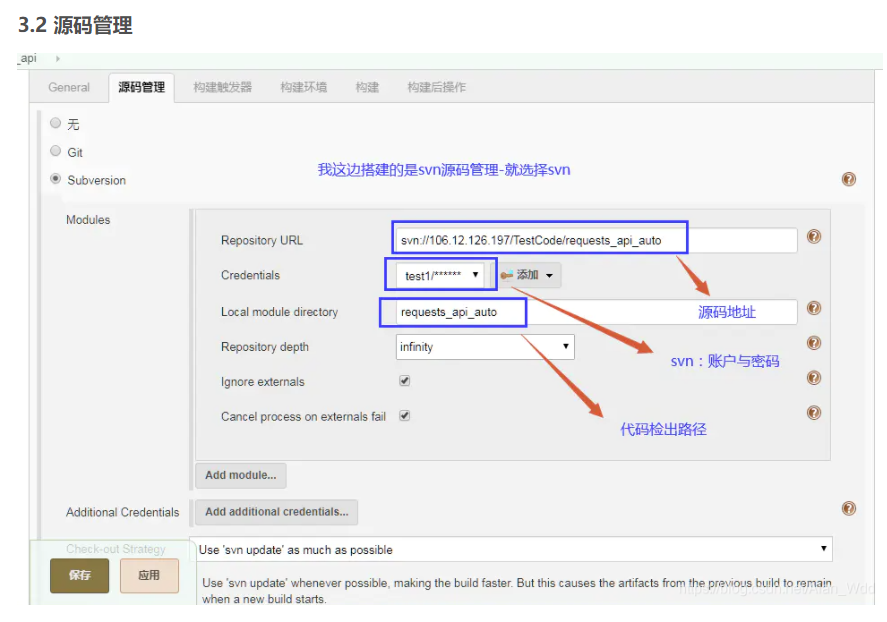 3.2 源码管理
_api
General 源码管理 构建触发器 构建环境 构建 构建后操作
无
Git
我这边搭建的是svn源码管理-就选择svn
Subversion
Modules
Repository URL svn://106.12.126.197/TestCode/requests_api_auto
Credentials test1/****** 添加
Local module directory requests_api_auto 源码地址
Repository depth infinity
svn：账户与密码
Ignore externals
Cancel process on externals fail
代码检出路径
Add module...
Additional Credentials Add additional credentials...
Check-out Strategy Use 'svn update' as much as possible
保存 应用
Use 'svn update' whenever possible, making the build faster. But this causes the artifacts from the previous build to remain
when a new build starts.